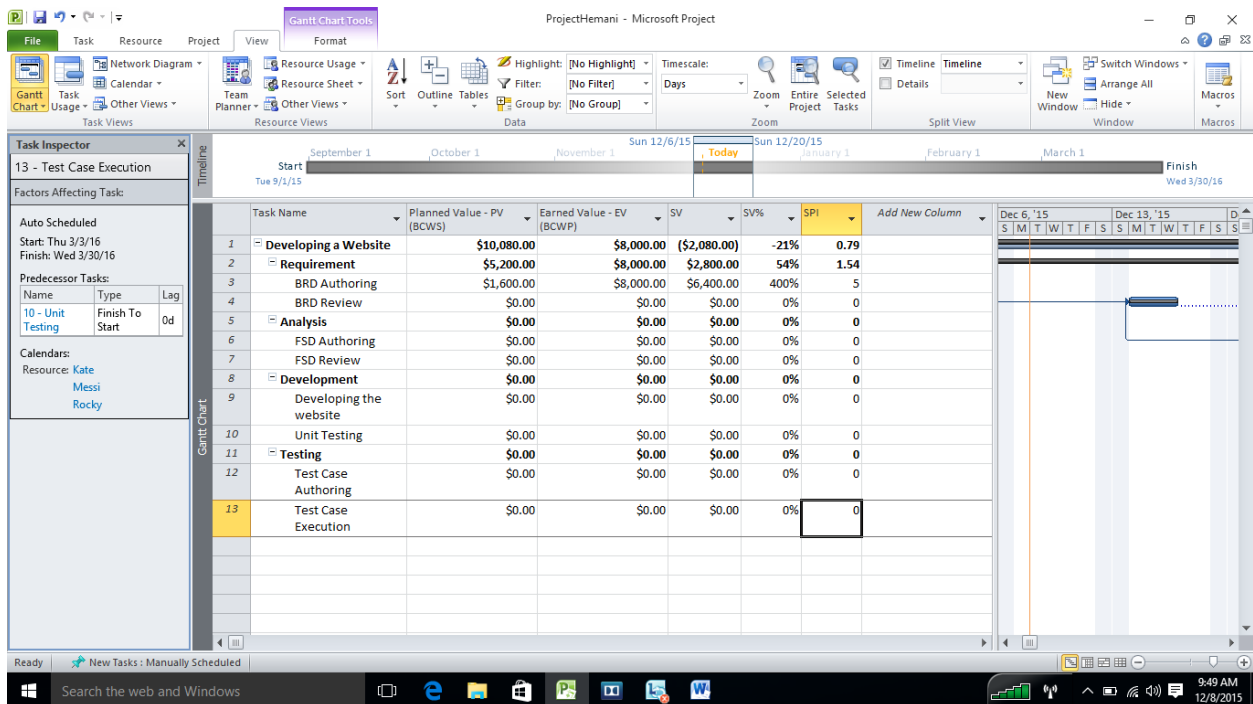 ProjectHemani - Microsoft Project
Gantt Chart Tools
File Task Resource Project View Format
Gantt Chart
Task Usage
Network Diagram
Calendar
Other Views
Task Views
Team Planner
Resource Usage
Resource Sheet
Other Views
Resource Views
Sort
Outline
Tables
Highlight: [No Highlight]
Filter: [No Filter]
Group by: [No Group]
Data
Timescale:
Days
Zoom
Entire Project
Selected Tasks
Zoom
Timeline Timeline
Details
Split View
New Window
Switch Windows
Arrange All
Hide
Window
Macros
Macros
Task Inspector
13 - Test Case Execution
Factors Affecting Task:
Auto Scheduled
Start: Thu 3/3/16
Finish: Wed 3/30/16
Predecessor Tasks:
Name Type Lag
10 - Unit Testing Finish To Start 0d
Calendars:
Resource: Kate
Messi
Rocky
Timeline
Sun 12/6/15 Sun 12/20/15
September 1 October 1 November 1 Today January 1 February 1 March 1
Start Finish
Tue 9/1/15 Wed 3/30/16
Gantt Chart
Task Name Planned Value - PV (BCWS) Earned Value - EV (BCWP) SV SV% SPI Add New Column
1 Developing a Website $10,080.00 $8,000.00 ($2,080.00) -21% 0.79
2 Requirement $5,200.00 $8,000.00 $2,800.00 54% 1.54
3 BRD Authoring $1,600.00 $8,000.00 $6,400.00 400% 5
4 BRD Review $0.00 $0.00 $0.00 0% 0
5 Analysis $0.00 $0.00 $0.00 0% 0
6 FSD Authoring $0.00 $0.00 $0.00 0% 0
7 FSD Review $0.00 $0.00 $0.00 0% 0
8 Development $0.00 $0.00 $0.00 0% 0
9 Developing the website $0.00 $0.00 $0.00 0% 0
10 Unit Testing $0.00 $0.00 $0.00 0% 0
11 Testing $0.00 $0.00 $0.00 0% 0
12 Test Case Authoring $0.00 $0.00 $0.00 0% 0
13 Test Case Execution $0.00 $0.00 $0.00 0% 0
Dec 6, '15 Dec 13, '15 D
S M T W T F S S M T W T F S S
Ready New Tasks : Manually Scheduled
Search the web and Windows
9:49 AM
12/8/2015